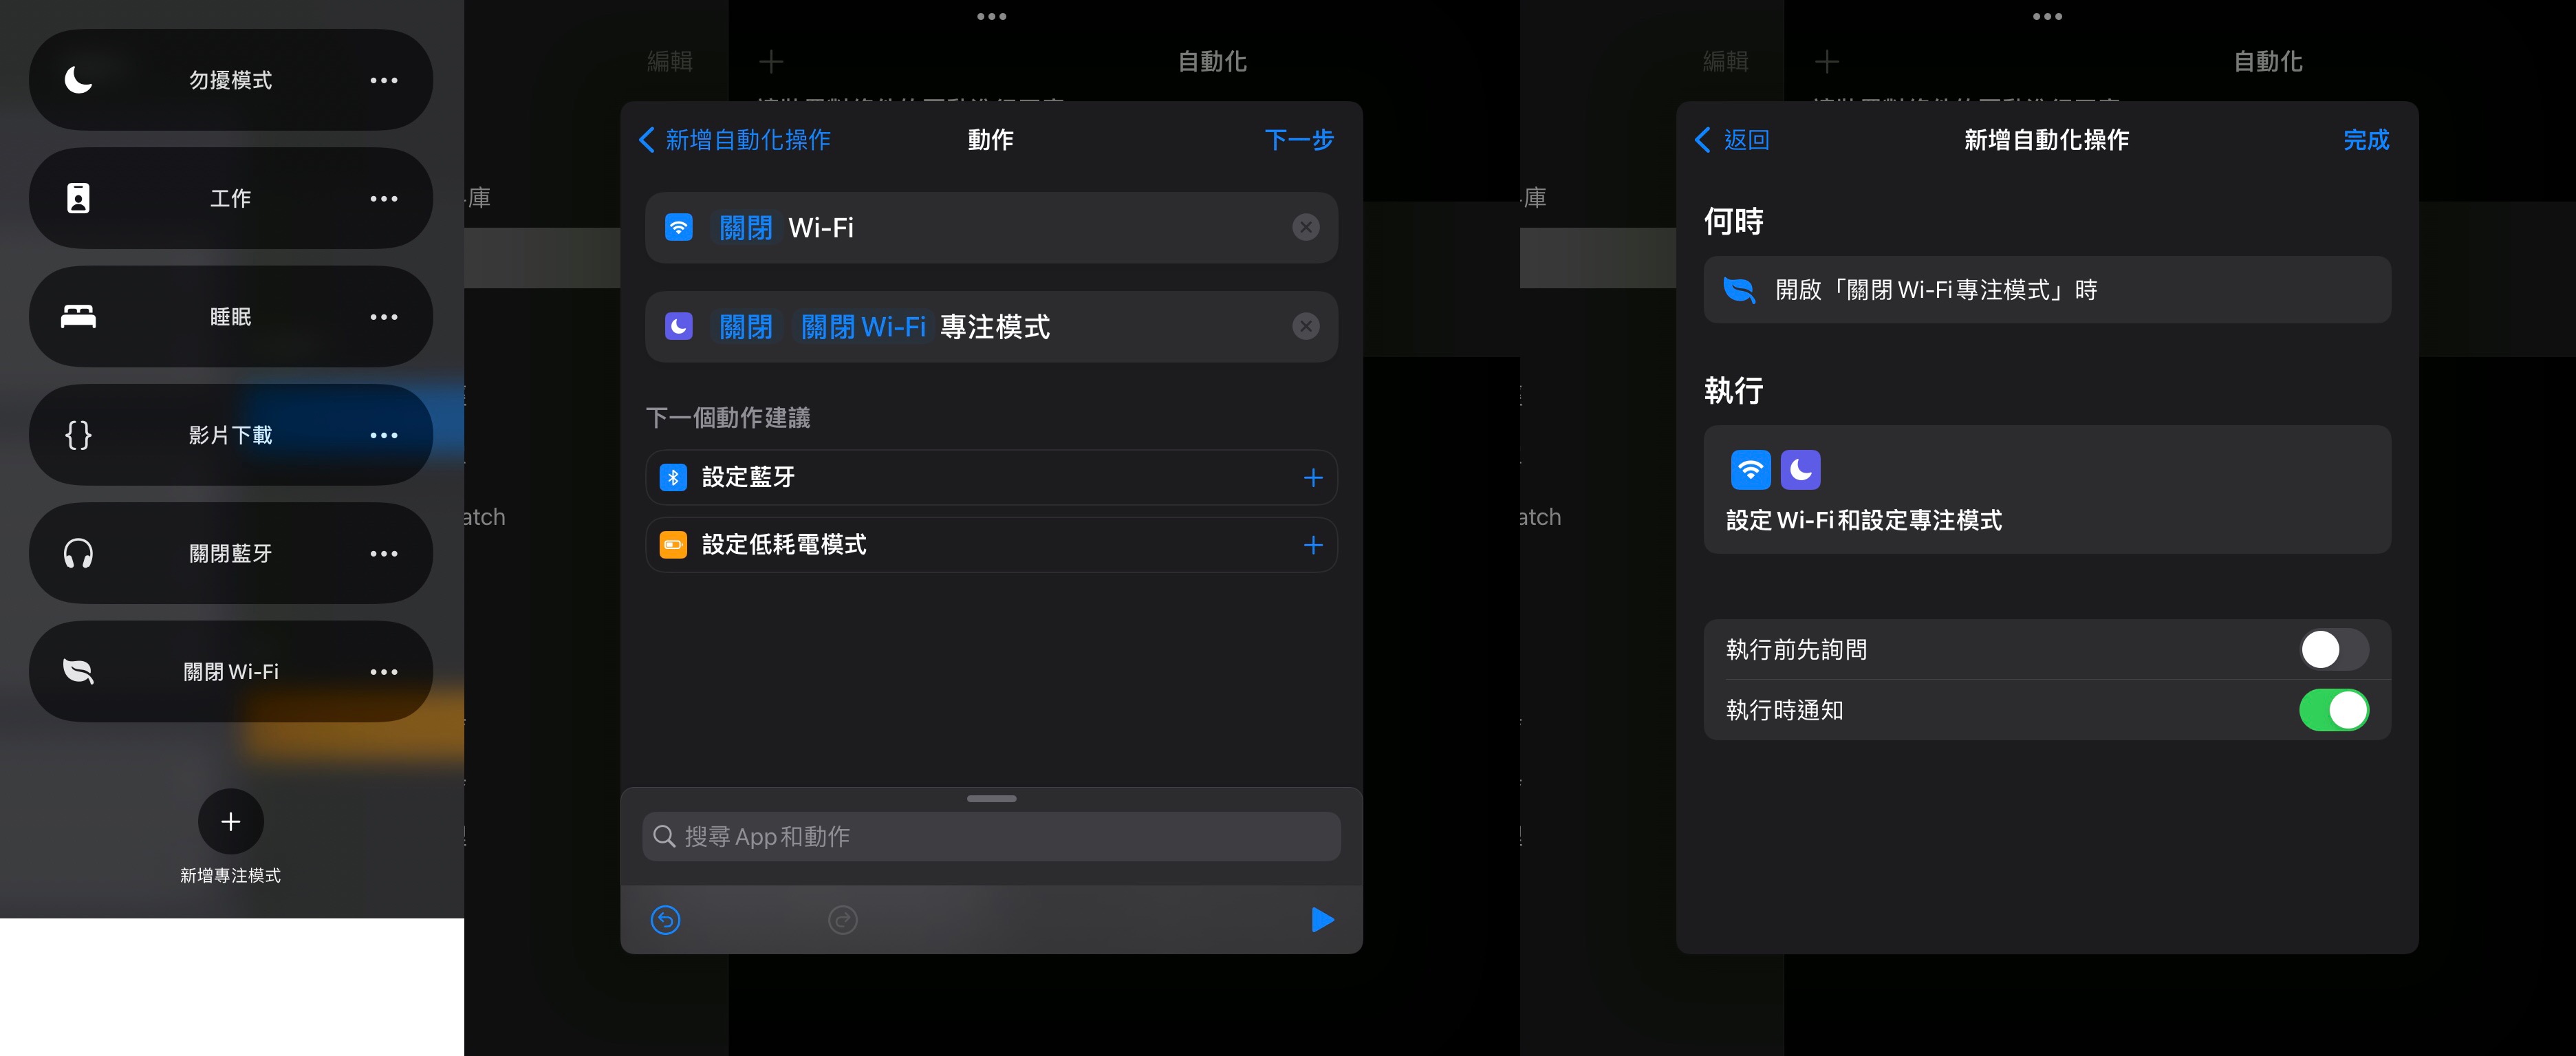 勿擾模式
工作
睡眠
影片下載
關閉藍牙
關閉 Wi-Fi
新增專注模式
編輯
自動化
庫
atch
新增自動化操作
動作
下一步
關閉 Wi-Fi
關閉 關閉 Wi-Fi 專注模式
下一個動作建議
設定藍牙
設定低耗電模式
搜尋 App 和動作
編輯
自動化
庫
atch
返回
新增自動化操作
完成
何時
開啟「關閉 Wi-Fi 專注模式」時
執行
設定 Wi-Fi 和設定專注模式
執行前先詢問
執行時通知